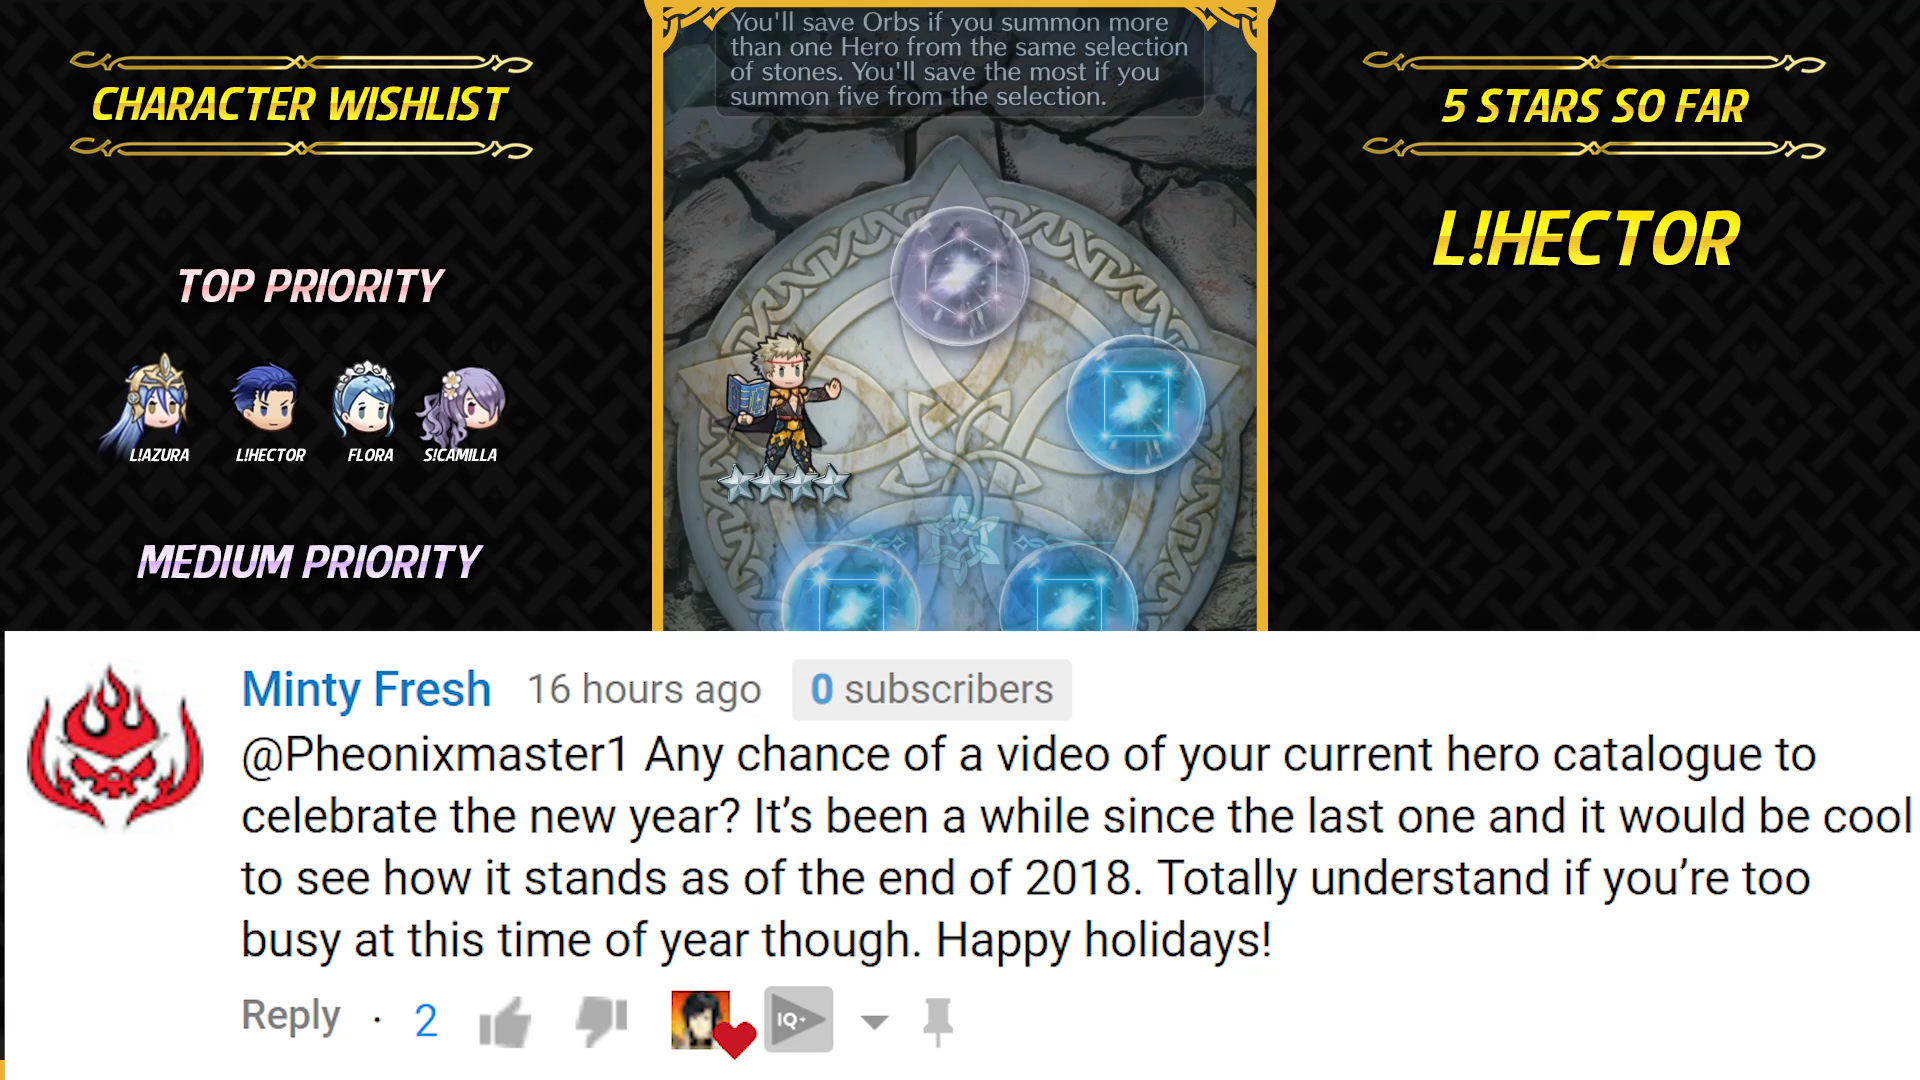 CHARACTER WISHLIST
TOP PRIORITY
L!AZURA L!HECTOR FLORA S!CAMILLA
MEDIUM PRIORITY
You'll save Orbs if you summon more
than one Hero from the same selection
of stones. You'll save the most if you
summon five from the selection.
5 STARS SO FAR
L!HECTOR
Minty Fresh 16 hours ago 0 subscribers
@Pheonixmaster1 Any chance of a video of your current hero catalogue to
celebrate the new year? It’s been a while since the last one and it would be cool
to see how it stands as of the end of 2018. Totally understand if you’re too
busy at this time of year though. Happy holidays!
Reply · 2 IQ+